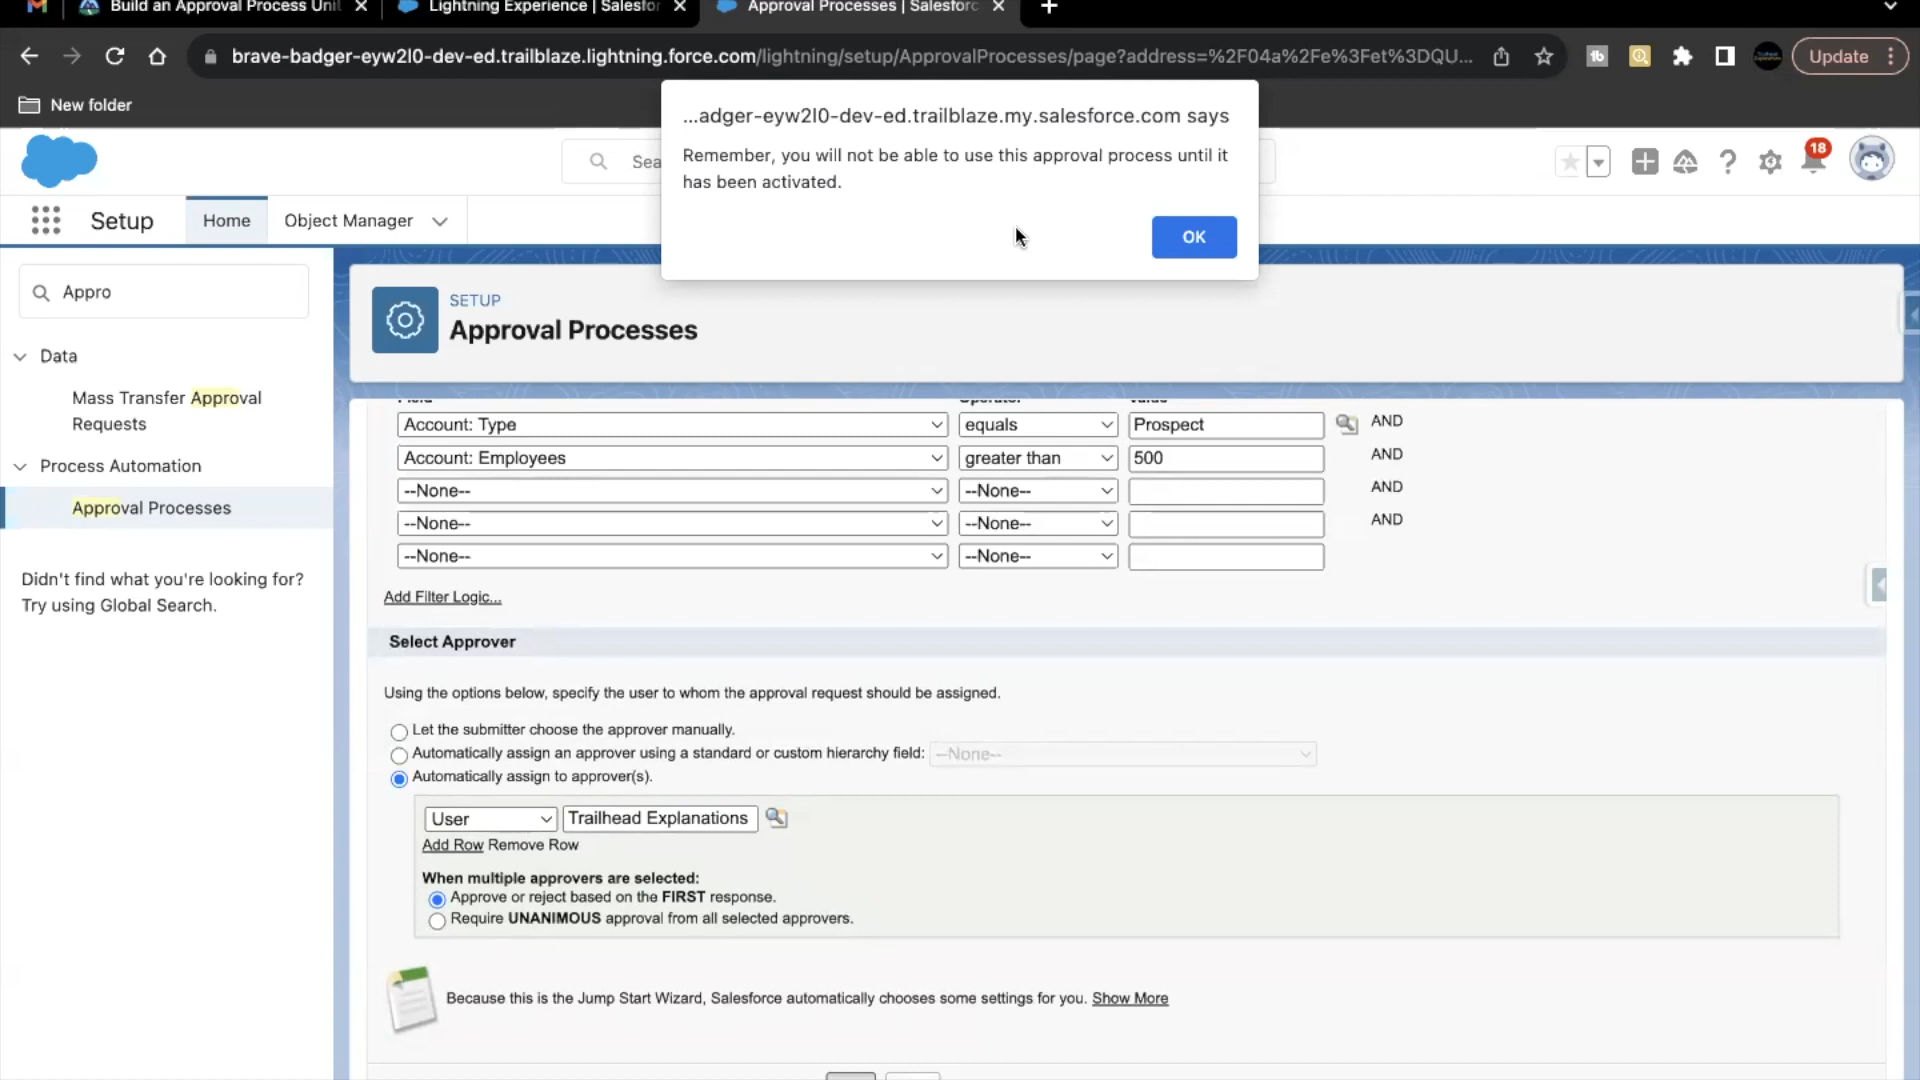 Build an Approval Process Unit
Lightning Experience | Salesfor
Approval Processes | Salesforc
brave-badger-eyw2l0-dev-ed.trailblaze.lightning.force.com/lightning/setup/ApprovalProcesses/page?address=%2F04a%2Fe%3Fet%3DQU...
Update
New folder
...adger-eyw2l0-dev-ed.trailblaze.my.salesforce.com says
Remember, you will not be able to use this approval process until it
has been activated.
OK
Sea
18
Setup
Home
Object Manager
Appro
Data
Mass Transfer Approval
Requests
Process Automation
Approval Processes
Didn't find what you're looking for?
Try using Global Search.
SETUP
Approval Processes
Account: Type equals Prospect AND
Account: Employees greater than 500 AND
--None-- --None-- AND
--None-- --None-- AND
--None-- --None--
Add Filter Logic...
Select Approver
Using the options below, specify the user to whom the approval request should be assigned.
Let the submitter choose the approver manually.
Automatically assign an approver using a standard or custom hierarchy field: --None--
Automatically assign to approver(s).
User Trailhead Explanations
Add Row Remove Row
When multiple approvers are selected:
Approve or reject based on the FIRST response.
Require UNANIMOUS approval from all selected approvers.
Because this is the Jump Start Wizard, Salesforce automatically chooses some settings for you. Show More